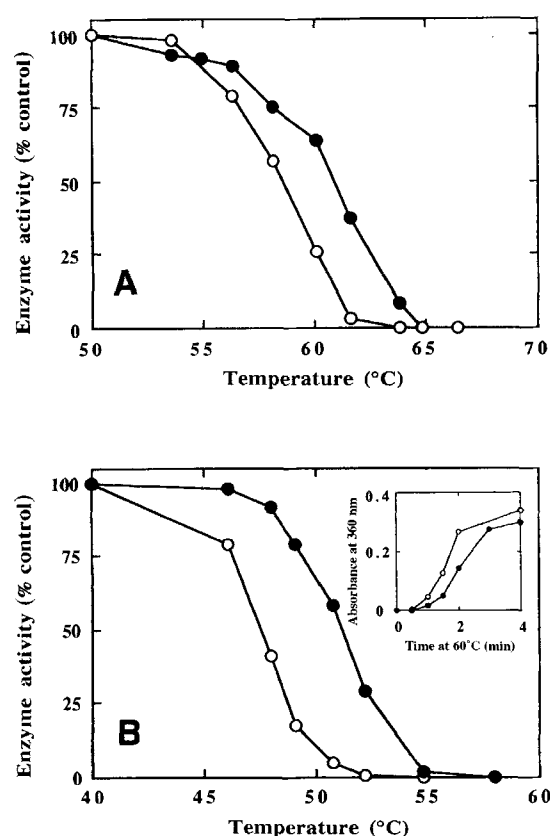 100
75
50
25
0
Enzyme activity (% control)
A
50 55 60 65 70
Temperature (°C)
100
75
50
25
0
Enzyme activity (% control)
B
0.4
0.2
0
Absorbance at 360 nm
0 2 4
Time at 60°C (min)
40 45 50 55 60
Temperature (°C)